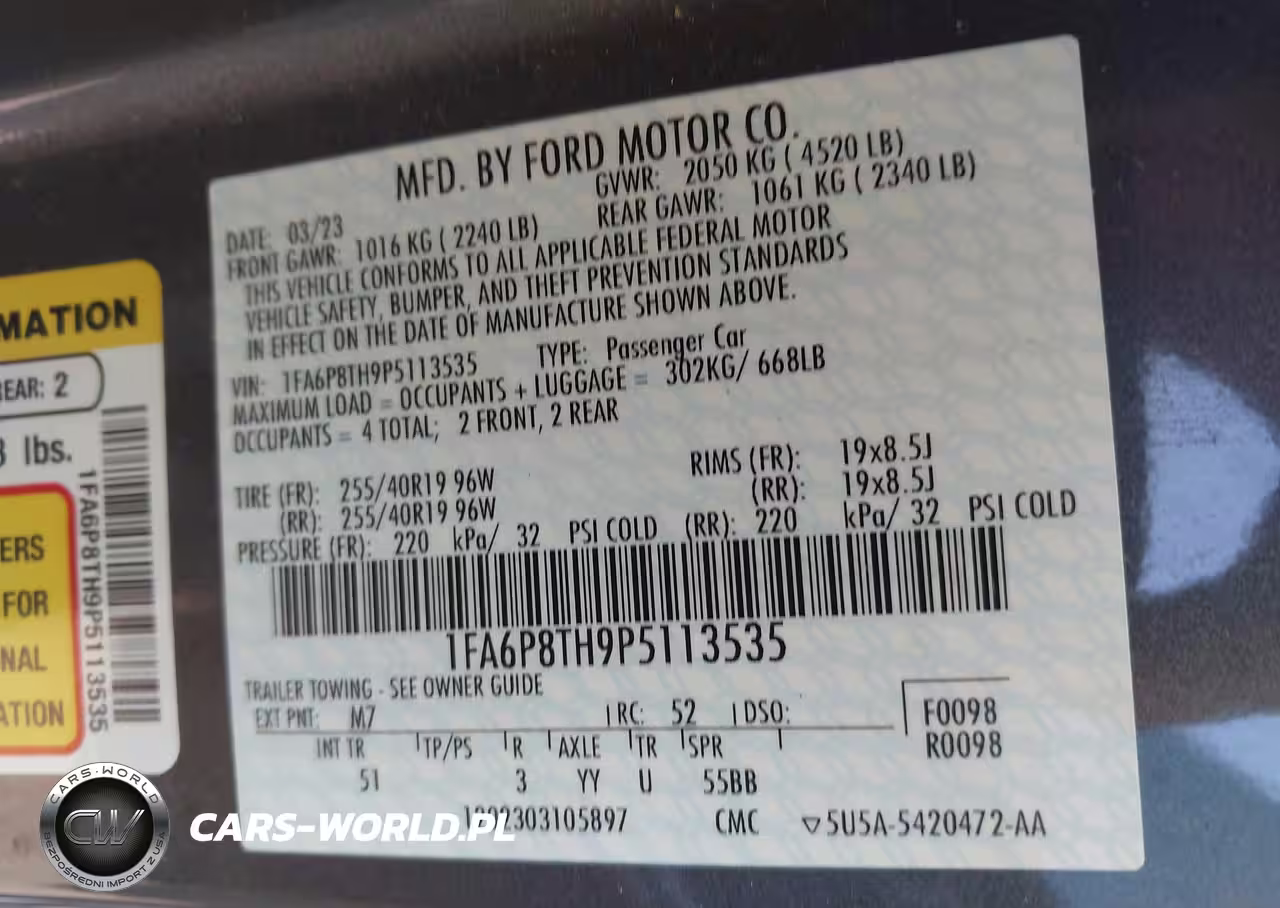 MFD. BY FORD MOTOR CO.
DATE: 03/23 GVWR: 2050 KG ( 4520 LB)
FRONT GAWR: 1016 KG ( 2240 LB) REAR GAWR: 1061 KG ( 2340 LB)
THIS VEHICLE CONFORMS TO ALL APPLICABLE FEDERAL MOTOR
VEHICLE SAFETY, BUMPER, AND THEFT PREVENTION STANDARDS
IN EFFECT ON THE DATE OF MANUFACTURE SHOWN ABOVE.
VIN: 1FA6P8TH9P5113535 TYPE: Passenger Car
MAXIMUM LOAD = OCCUPANTS + LUGGAGE = 302KG/ 668LB
OCCUPANTS = 4 TOTAL; 2 FRONT, 2 REAR
TIRE (FR): 255/40R19 96W RIMS (FR): 19x8.5J
(RR): 255/40R19 96W (RR): 19x8.5J
PRESSURE (FR): 220 kPa/ 32 PSI COLD (RR): 220 kPa/ 32 PSI COLD
1FA6P8TH9P5113535
TRAILER TOWING - SEE OWNER GUIDE
EXT PNT: M7 RC: 52 DSO: F0098
INT TR TP/PS R AXLE TR SPR R0098
51 3 YY U 55BB
CMC ▽5U5A-5420472-AA
MATION
REAR: 2
lbs.
1FA6P8TH9P5113535
ERS
FOR
NAL
ATION
CARS-WORLD
CW
BEZPOŚREDNI IMPORT Z USA
CARS-WORLD.PL